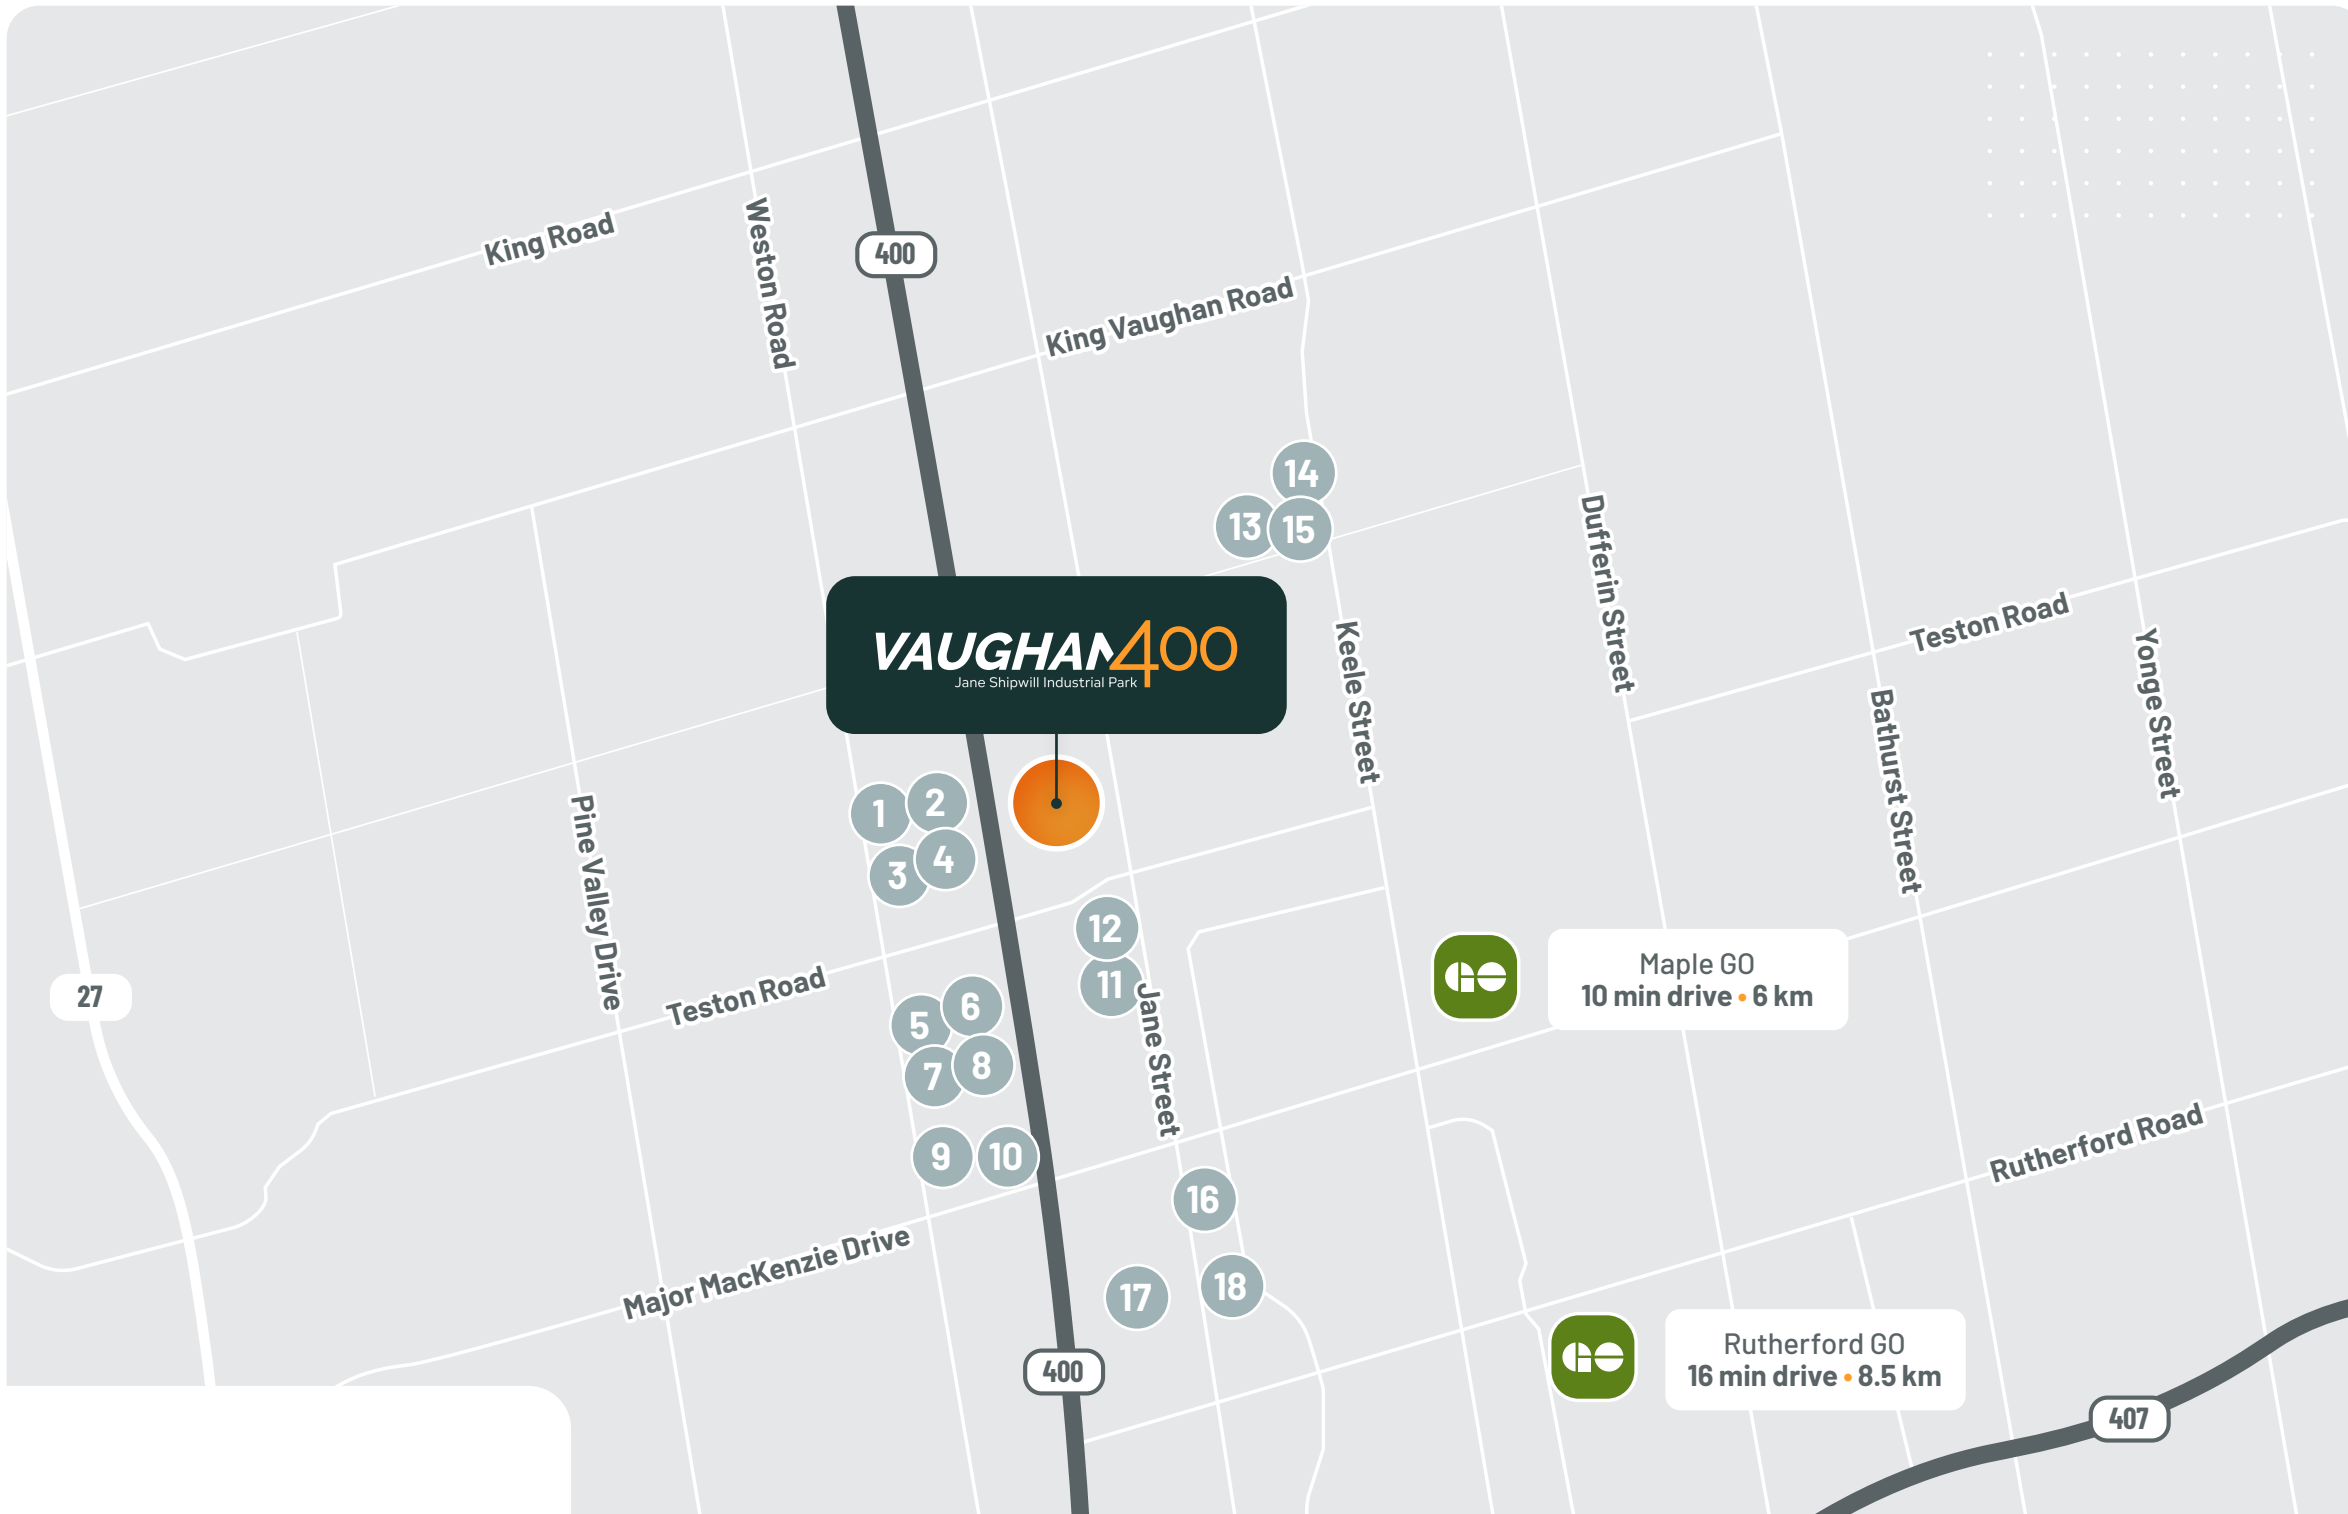 King Road
Weston Road
400
King Vaughan Road
14
13
15
Dufferin Street
Teston Road
Keele Street
Yonge Street
VAUGHAN400
Jane Shipwill Industrial Park
Bathurst Street
Pine Valley Drive
1
2
3
4
12
11
Maple GO
10 min drive • 6 km
27
Teston Road
5
6
7
8
Jane Street
9
10
Rutherford Road
16
Major MacKenzie Drive
17
18
400
Rutherford GO
16 min drive • 8.5 km
407